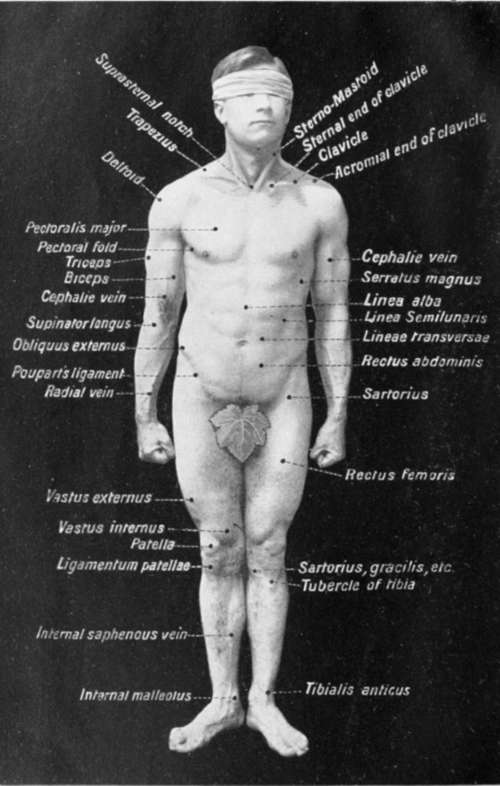 Suprasternal notch
Trapezius
Deltoid
Sterno-Mastoid
Sternal end of clavicle
Clavicle
Acromial end of clavicle
Pectoralis major
Pectoral fold
Triceps
Biceps
Cephalic vein
Supinator longus
Obliquus externus
Poupart's ligament
Radial vein
Cephalic vein
Serratus magnus
Linea alba
Linea Semilunaris
Lineae transversae
Rectus abdominis
Sartorius
Rectus femoris
Vastus externus
Vastus internus
Patella
Ligamentum patellae
Sartorius, gracilis, etc.
Tubercle of tibia
Internal saphenous vein
Internal malleolus
Tibialis anticus